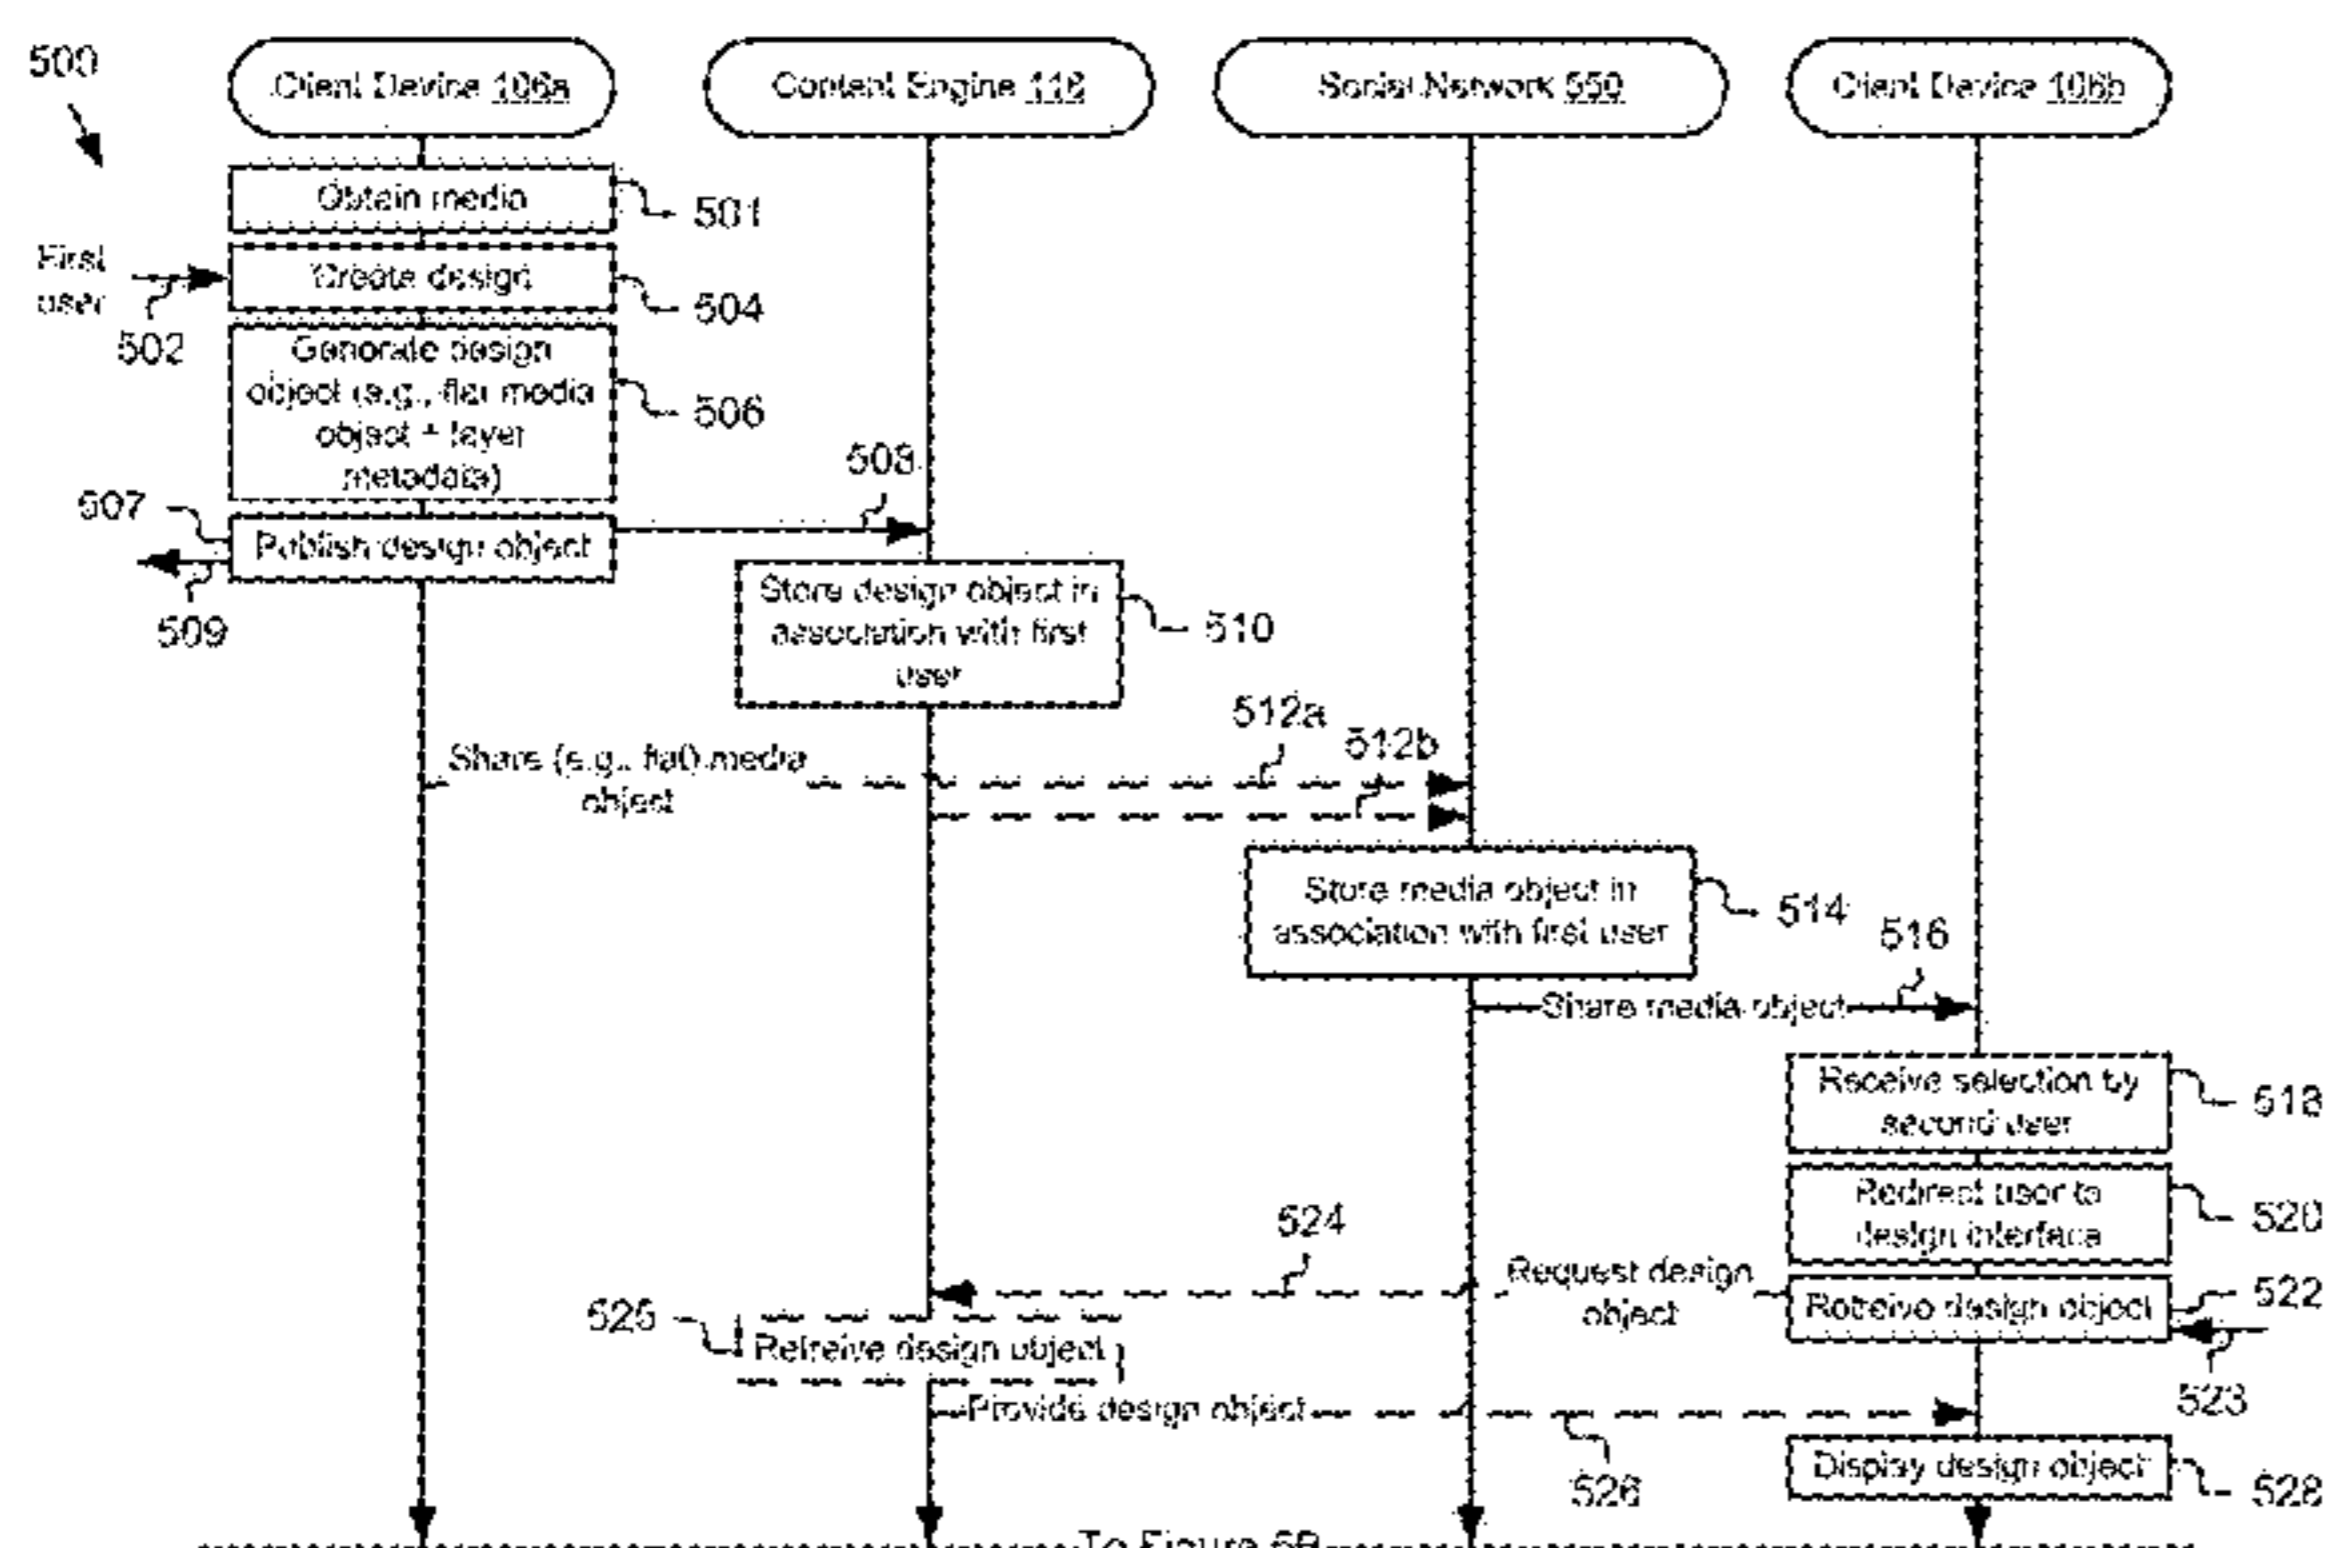 500
Client Device 106a
Content Engine 116
Social Network 550
Client Device 106b
Obtain media
501
First
user
502
Create design
504
Generate design
object (e.g., flat media
object + layer
metadata)
506
507
Publish design object
508
509
Store design object in
association with first
user
510
Share (e.g., flat) media
object
512a
512b
Store media object in
association with first user
514
516
Share media object
Receive selection by
second user
518
Redirect user to
design interface
520
524
Request design
object
Retreive design object
522
523
525
Retreive design object
Provide design object
526
Display design object
528
To Figure 5B